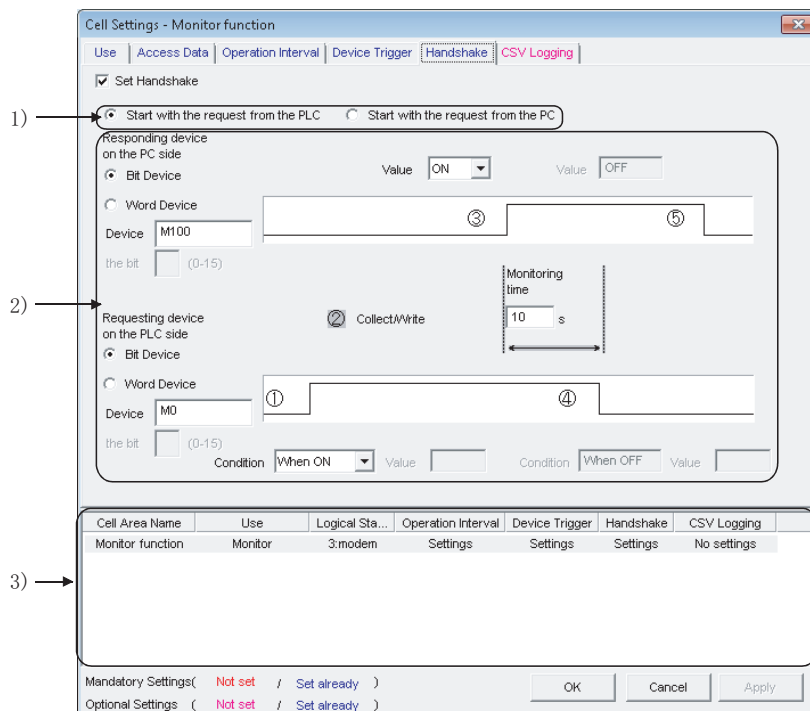 Cell Settings - Monitor function
Use Access Data Operation Interval Device Trigger Handshake CSV Logging
Set Handshake
1) Start with the request from the PLC Start with the request from the PC
Responding device
on the PC side
Value ON Value OFF
Bit Device
Word Device
③ ⑤
Device M100
the bit (0-15)
Monitoring
time
2)
Requesting device
on the PLC side
② Collect/Write 10 s
Bit Device
Word Device
① ④
Device M0
the bit (0-15)
Condition When ON Value Condition When OFF Value
Cell Area Name Use Logical Sta... Operation Interval Device Trigger Handshake CSV Logging
Monitor function Monitor 3:modem Settings Settings Settings No settings
3)
Mandatory Settings( Not set / Set already )
OK Cancel Apply
Optional Settings ( Not set / Set already )